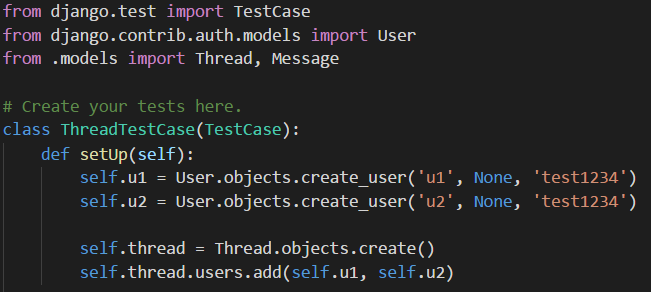 from django.test import TestCase
from django.contrib.auth.models import User
from .models import Thread, Message
# Create your tests here.
class ThreadTestCase(TestCase):
def setUp(self):
self.u1 = User.objects.create_user('u1', None, 'test1234')
self.u2 = User.objects.create_user('u2', None, 'test1234')
self.thread = Thread.objects.create()
self.thread.users.add(self.u1, self.u2)